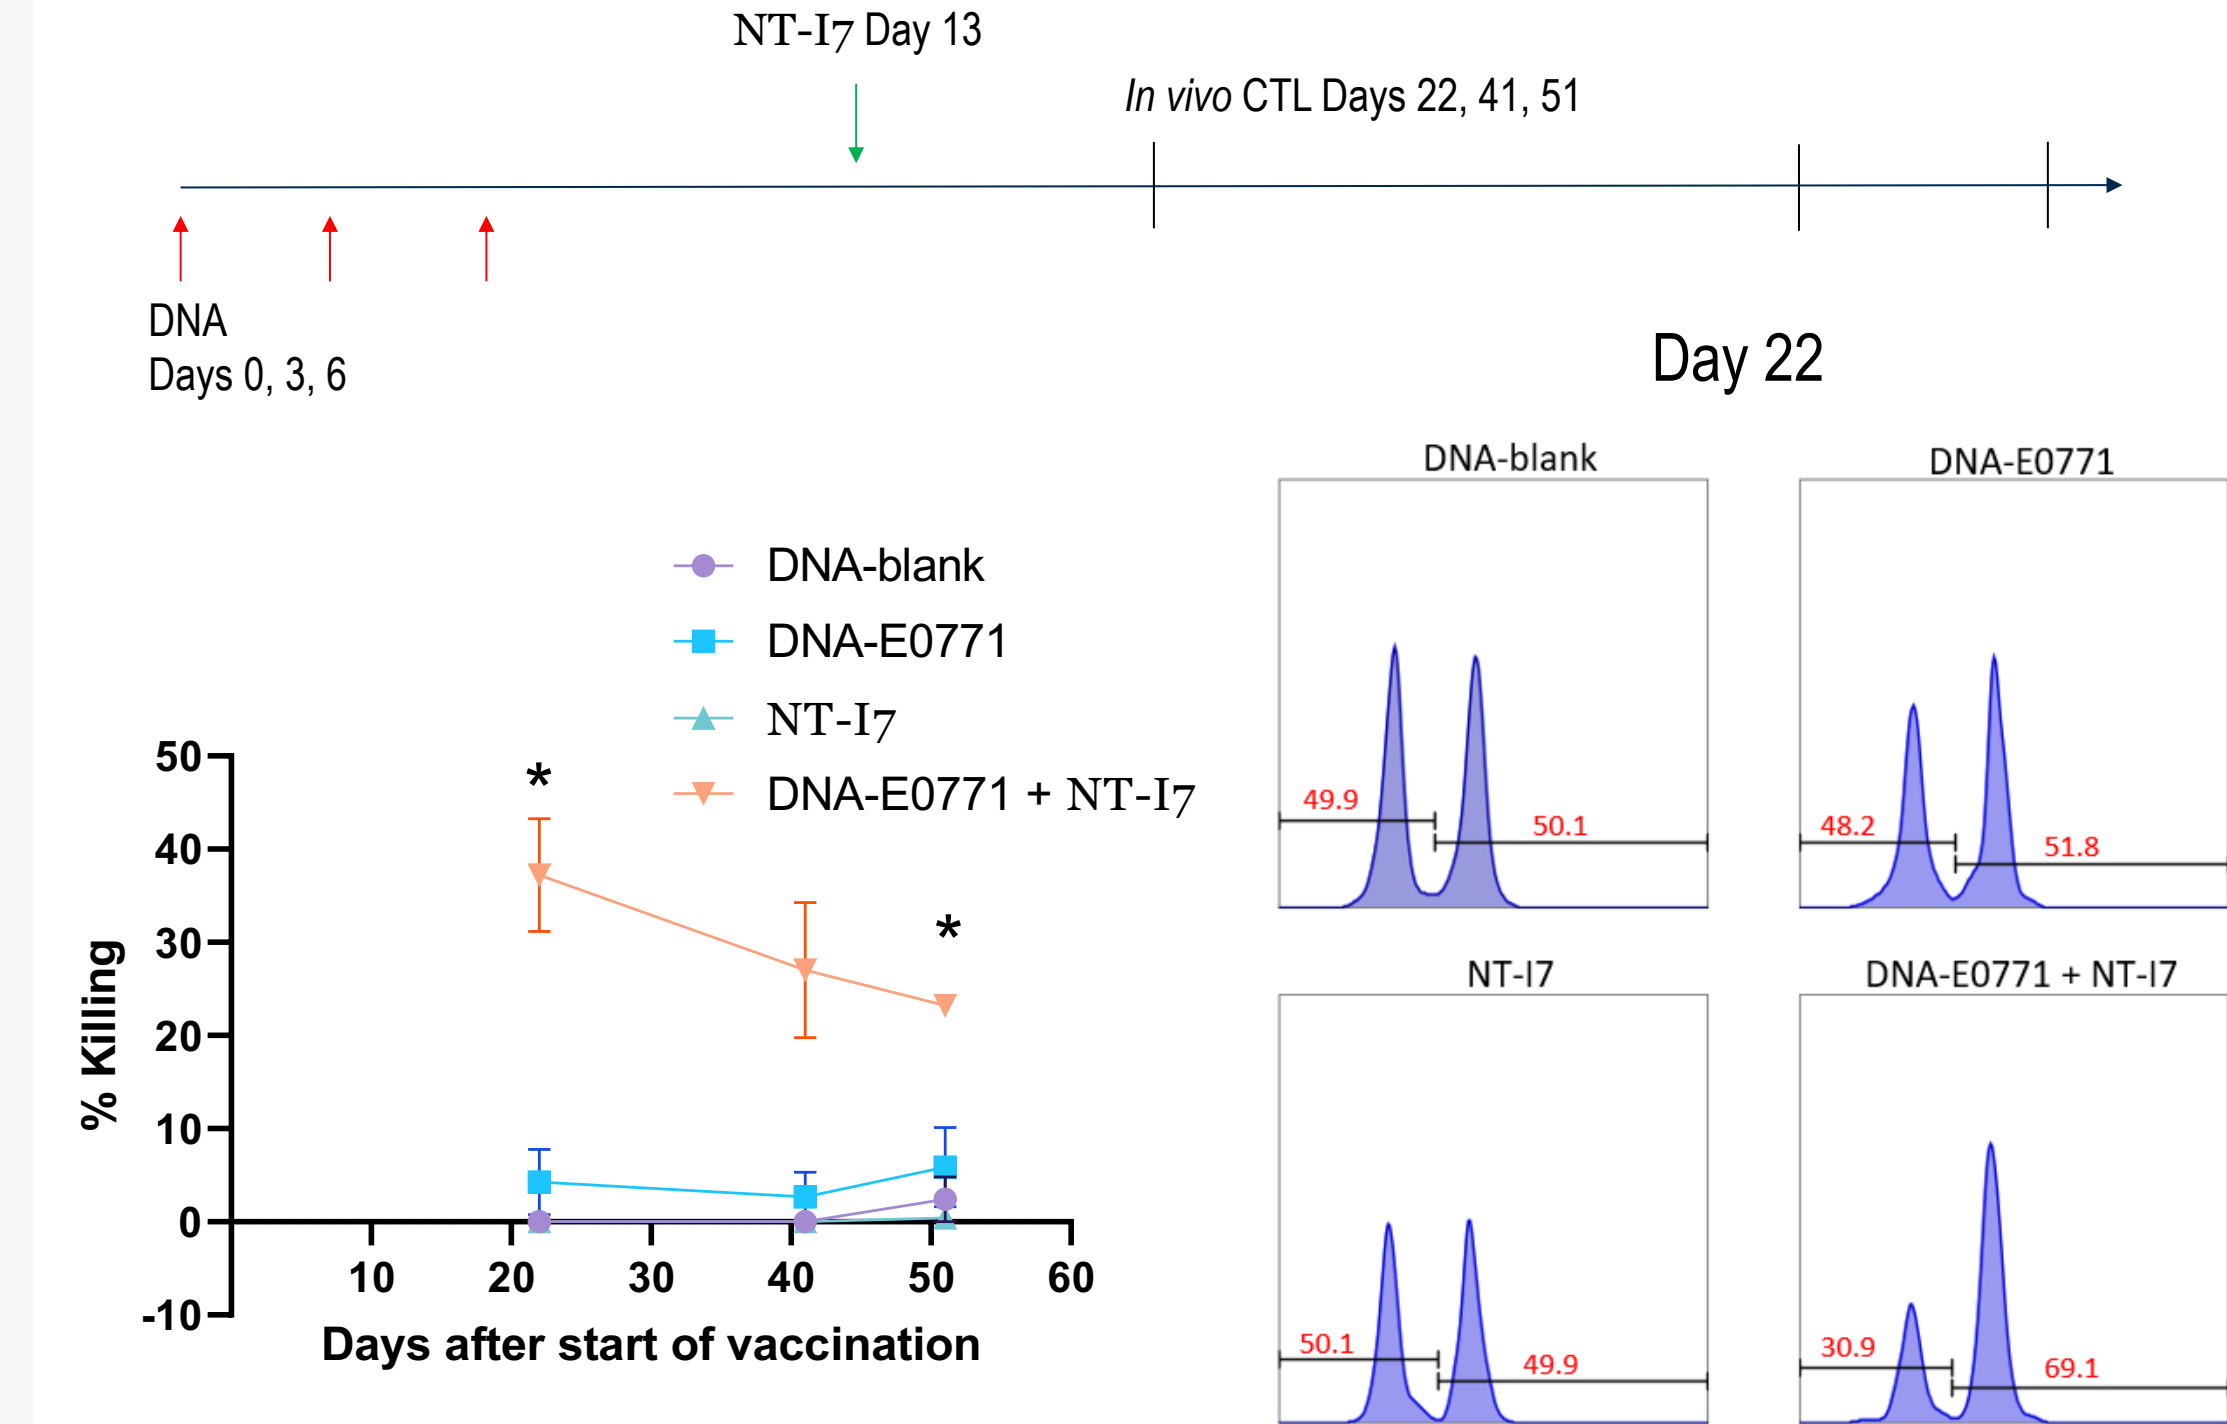 NT-I7 Day 13
In vivo CTL Days 22, 41, 51
DNA
Days 0, 3, 6
Day 22
DNA-blank
DNA-E0771
NT-I7
DNA-E0771 + NT-I7
50
40
30
20
10
0
-10
% Killing
*
*
10 20 30 40 50 60
Days after start of vaccination
DNA-blank
49.9
50.1
DNA-E0771
48.2
51.8
NT-I7
50.1
49.9
DNA-E0771 + NT-I7
30.9
69.1